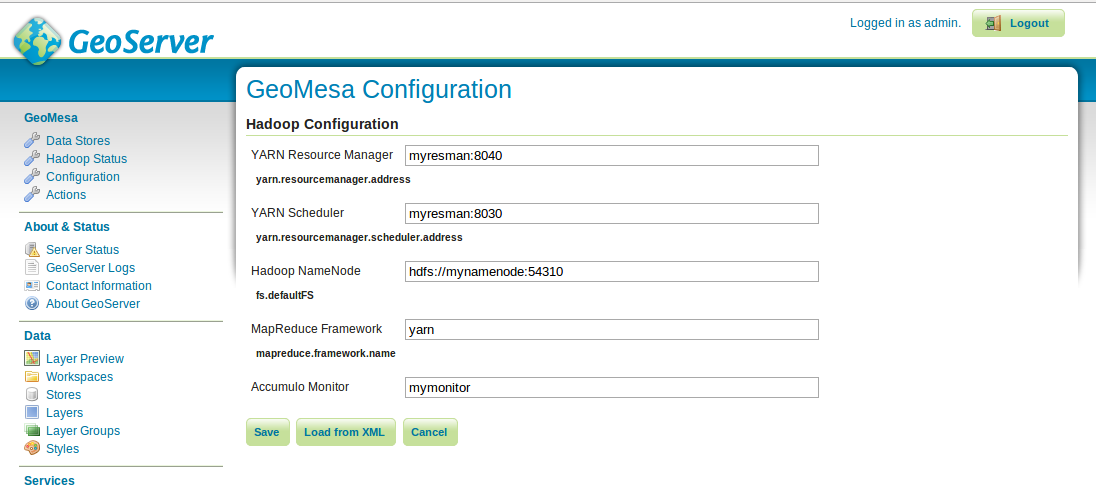 GeoServer
Logged in as admin.
Logout
GeoMesa
Data Stores
Hadoop Status
Configuration
Actions
About & Status
Server Status
GeoServer Logs
Contact Information
About GeoServer
Data
Layer Preview
Workspaces
Stores
Layers
Layer Groups
Styles
Services
GeoMesa Configuration
Hadoop Configuration
YARN Resource Manager myresman:8040
yarn.resourcemanager.address
YARN Scheduler myresman:8030
yarn.resourcemanager.scheduler.address
Hadoop NameNode hdfs://mynamenode:54310
fs.defaultFS
MapReduce Framework yarn
mapreduce.framework.name
Accumulo Monitor mymonitor
Save Load from XML Cancel